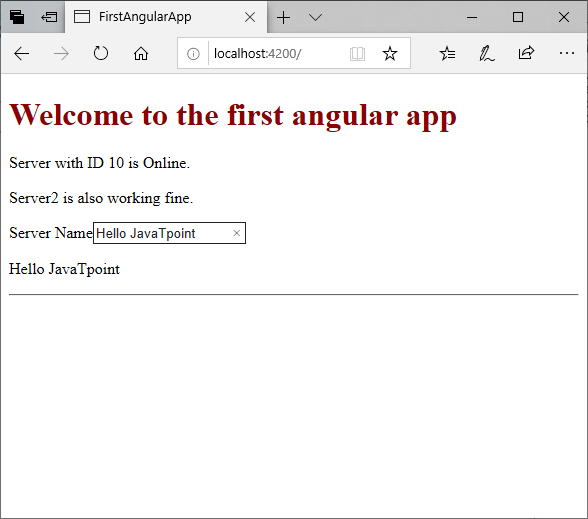 FirstAngularApp
localhost:4200/
Welcome to the first angular app
Server with ID 10 is Online.
Server2 is also working fine.
Server Name Hello JavaTpoint
Hello JavaTpoint